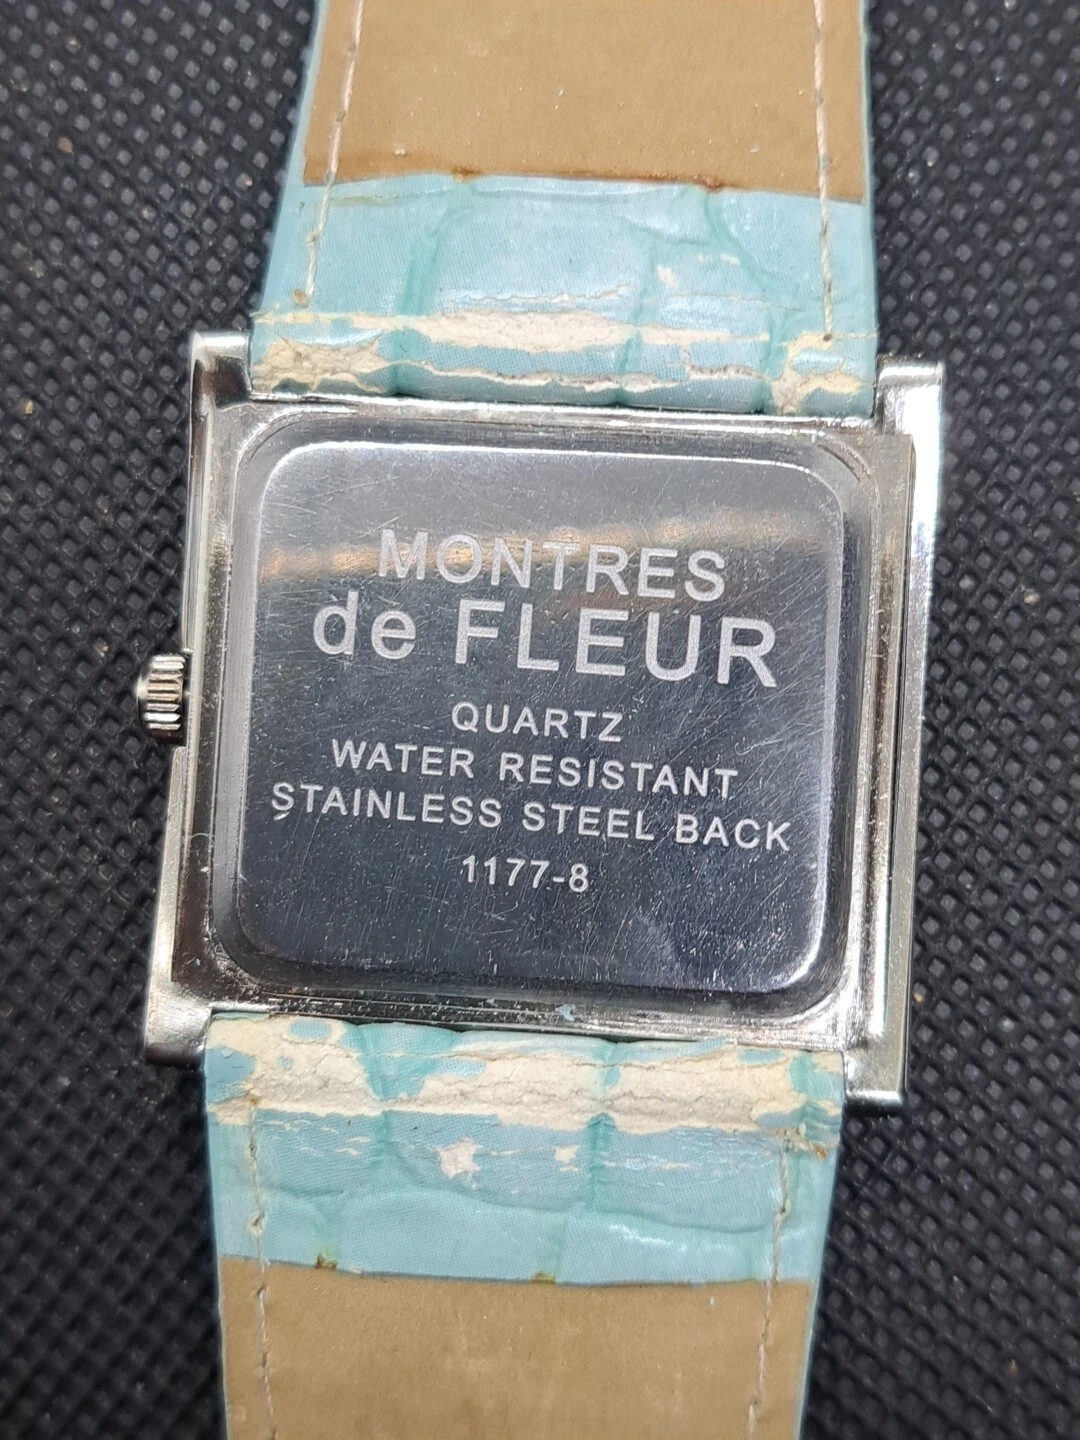 MONTRES
de FLEUR
QUARTZ
WATER RESISTANT
STAINLESS STEEL BACK
1177-8